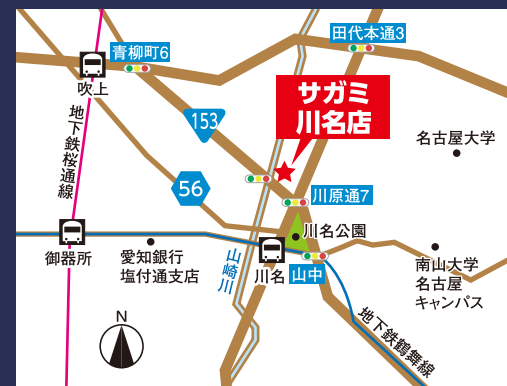 田代本通3
青柳町6
吹上
サガミ
川名店
153
地下鉄桜通線
名古屋大学
56
川原通7
川名公園
御器所
愛知銀行
塩付通支店
山崎川
川名
山中
南山大学
名古屋
キャンパス
地下鉄鶴舞線
N